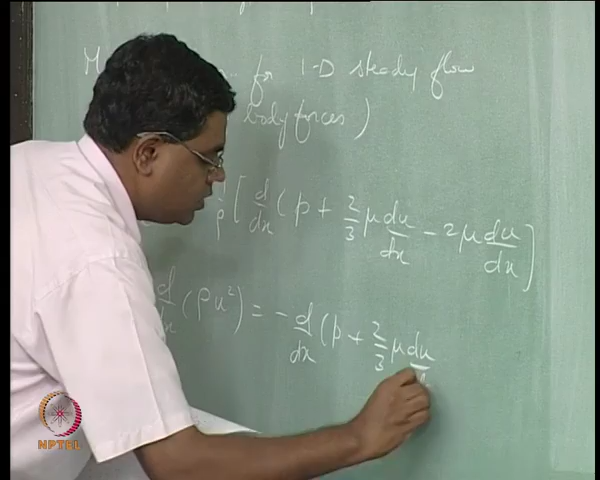 for 1-D steady flow
body forces)
1/ρ [ d/dx ( p + 2/3 μ du/dx - 2μ du/dx ]
d/dx (ρu²) = - d/dx ( p + 2/3 μ du/
NPTEL